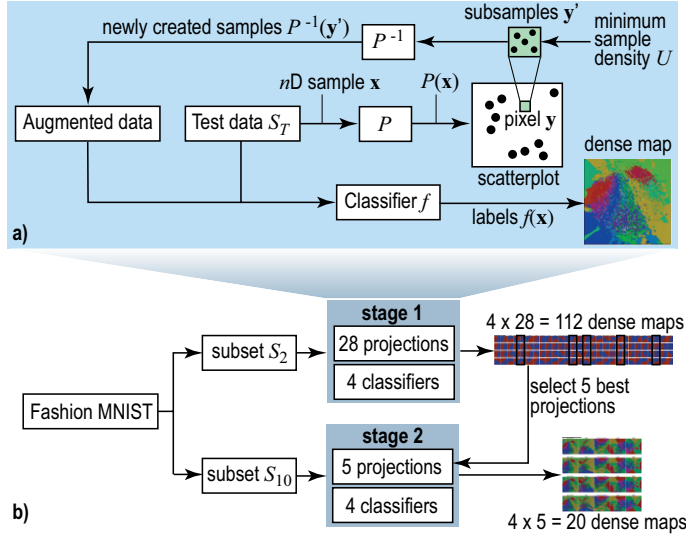 newly created samples P⁻¹(y')
P⁻¹
subsamples y'
minimum
sample
density U
nD sample x
P(x)
Augmented data
Test data S_T
P
pixel y
scatterplot
dense map
Classifier f
labels f(x)
a)
stage 1
subset S₂
28 projections
4 classifiers
4 x 28 = 112 dense maps
select 5 best
projections
Fashion MNIST
stage 2
subset S₁₀
5 projections
4 classifiers
4 x 5 = 20 dense maps
b)